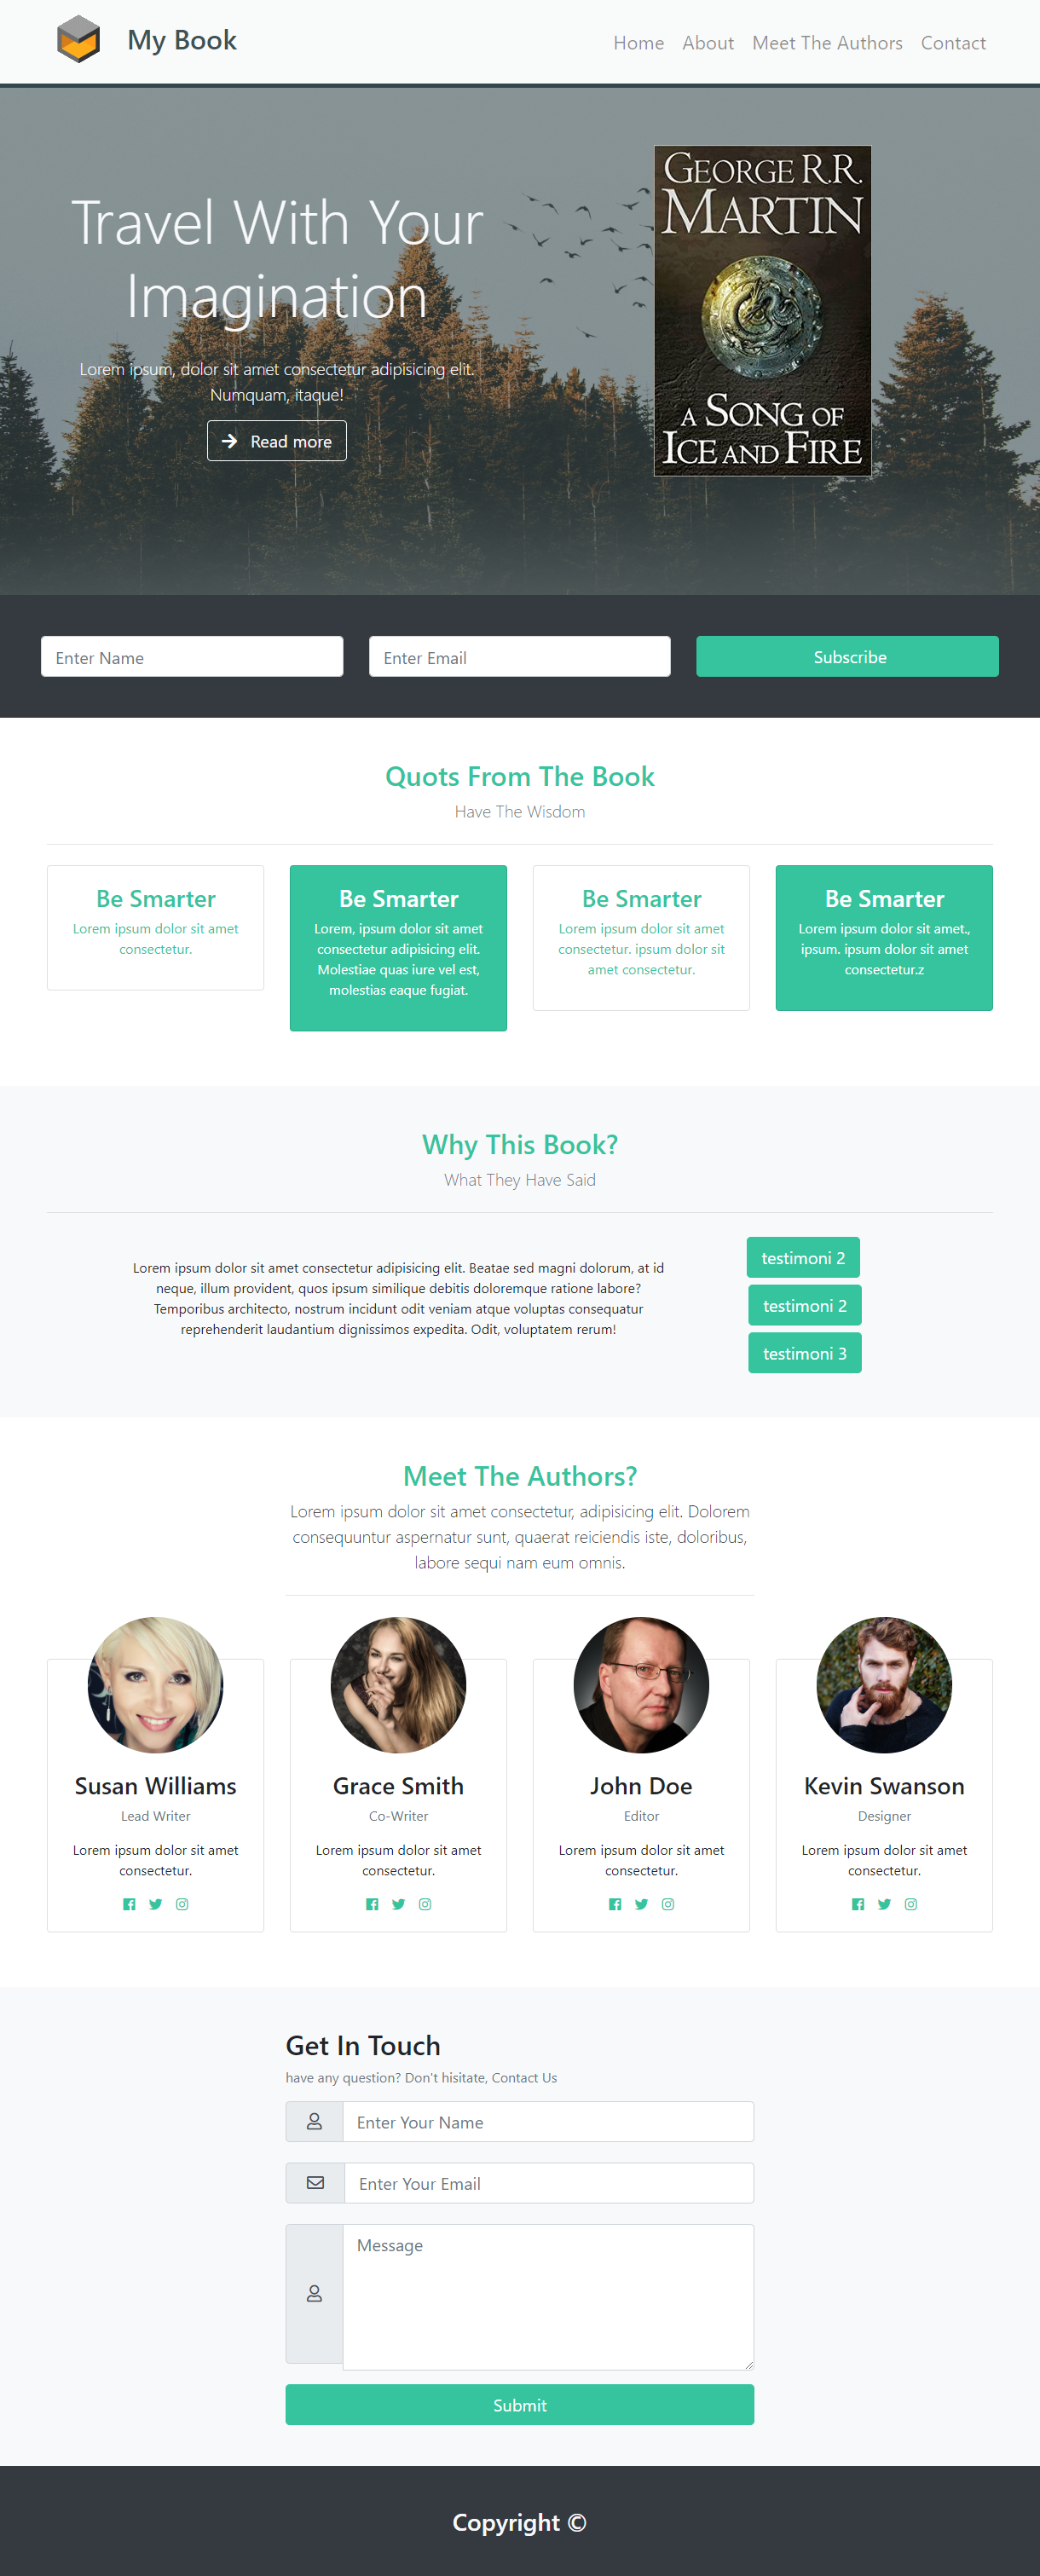 My Book
Home About Meet The Authors Contact
Travel With Your
Imagination
Lorem ipsum, dolor sit amet consectetur adipisicing elit.
Numquam, itaque!
Read more
GEORGE R.R.
MARTIN
A SONG OF
ICE AND FIRE
Enter Name
Enter Email
Subscribe
Quots From The Book
Have The Wisdom
Be Smarter
Lorem ipsum dolor sit amet
consectetur.
Be Smarter
Lorem, ipsum dolor sit amet
consectetur adipisicing elit.
Molestiae quas iure vel est,
molestias eaque fugiat.
Be Smarter
Lorem ipsum dolor sit amet
consectetur. ipsum dolor sit
amet consectetur.
Be Smarter
Lorem ipsum dolor sit amet.,
ipsum. ipsum dolor sit amet
consectetur.z
Why This Book?
What They Have Said
Lorem ipsum dolor sit amet consectetur adipisicing elit. Beatae sed magni dolorum, at id
neque, illum provident, quos ipsum similique debitis doloremque ratione labore?
Temporibus architecto, nostrum incidunt odit veniam atque voluptas consequatur
reprehenderit laudantium dignissimos expedita. Odit, voluptatem rerum!
testimoni 2
testimoni 2
testimoni 3
Meet The Authors?
Lorem ipsum dolor sit amet consectetur, adipisicing elit. Dolorem
consequuntur aspernatur sunt, quaerat reiciendis iste, doloribus,
labore sequi nam eum omnis.
Susan Williams
Lead Writer
Lorem ipsum dolor sit amet
consectetur.
Grace Smith
Co-Writer
Lorem ipsum dolor sit amet
consectetur.
John Doe
Editor
Lorem ipsum dolor sit amet
consectetur.
Kevin Swanson
Designer
Lorem ipsum dolor sit amet
consectetur.
Get In Touch
have any question? Don't hisitate, Contact Us
Enter Your Name
Enter Your Email
Message
Submit
Copyright ©